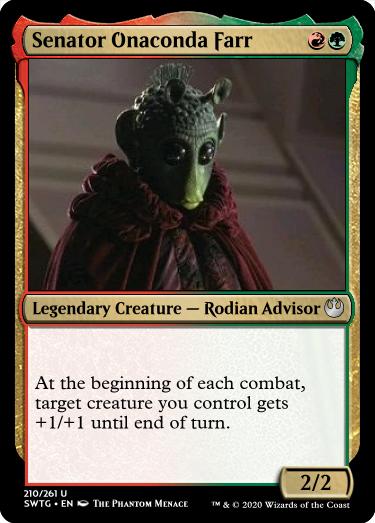 Senator Onaconda Farr
Legendary Creature — Rodian Advisor
At the beginning of each combat,
target creature you control gets
+1/+1 until end of turn.
2/2
210/261 U
SWTG • EN The Phantom Menace
™ & © 2020 Wizards of the Coast